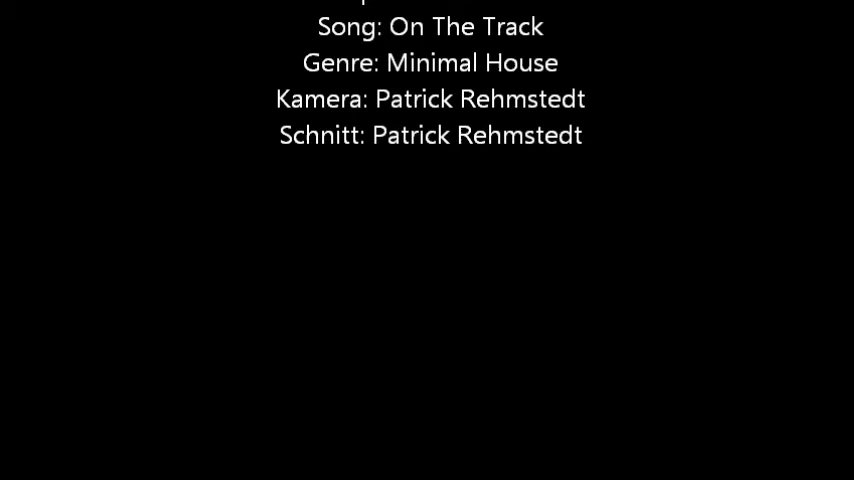 Song: On The Track
Genre: Minimal House
Kamera: Patrick Rehmstedt
Schnitt: Patrick Rehmstedt